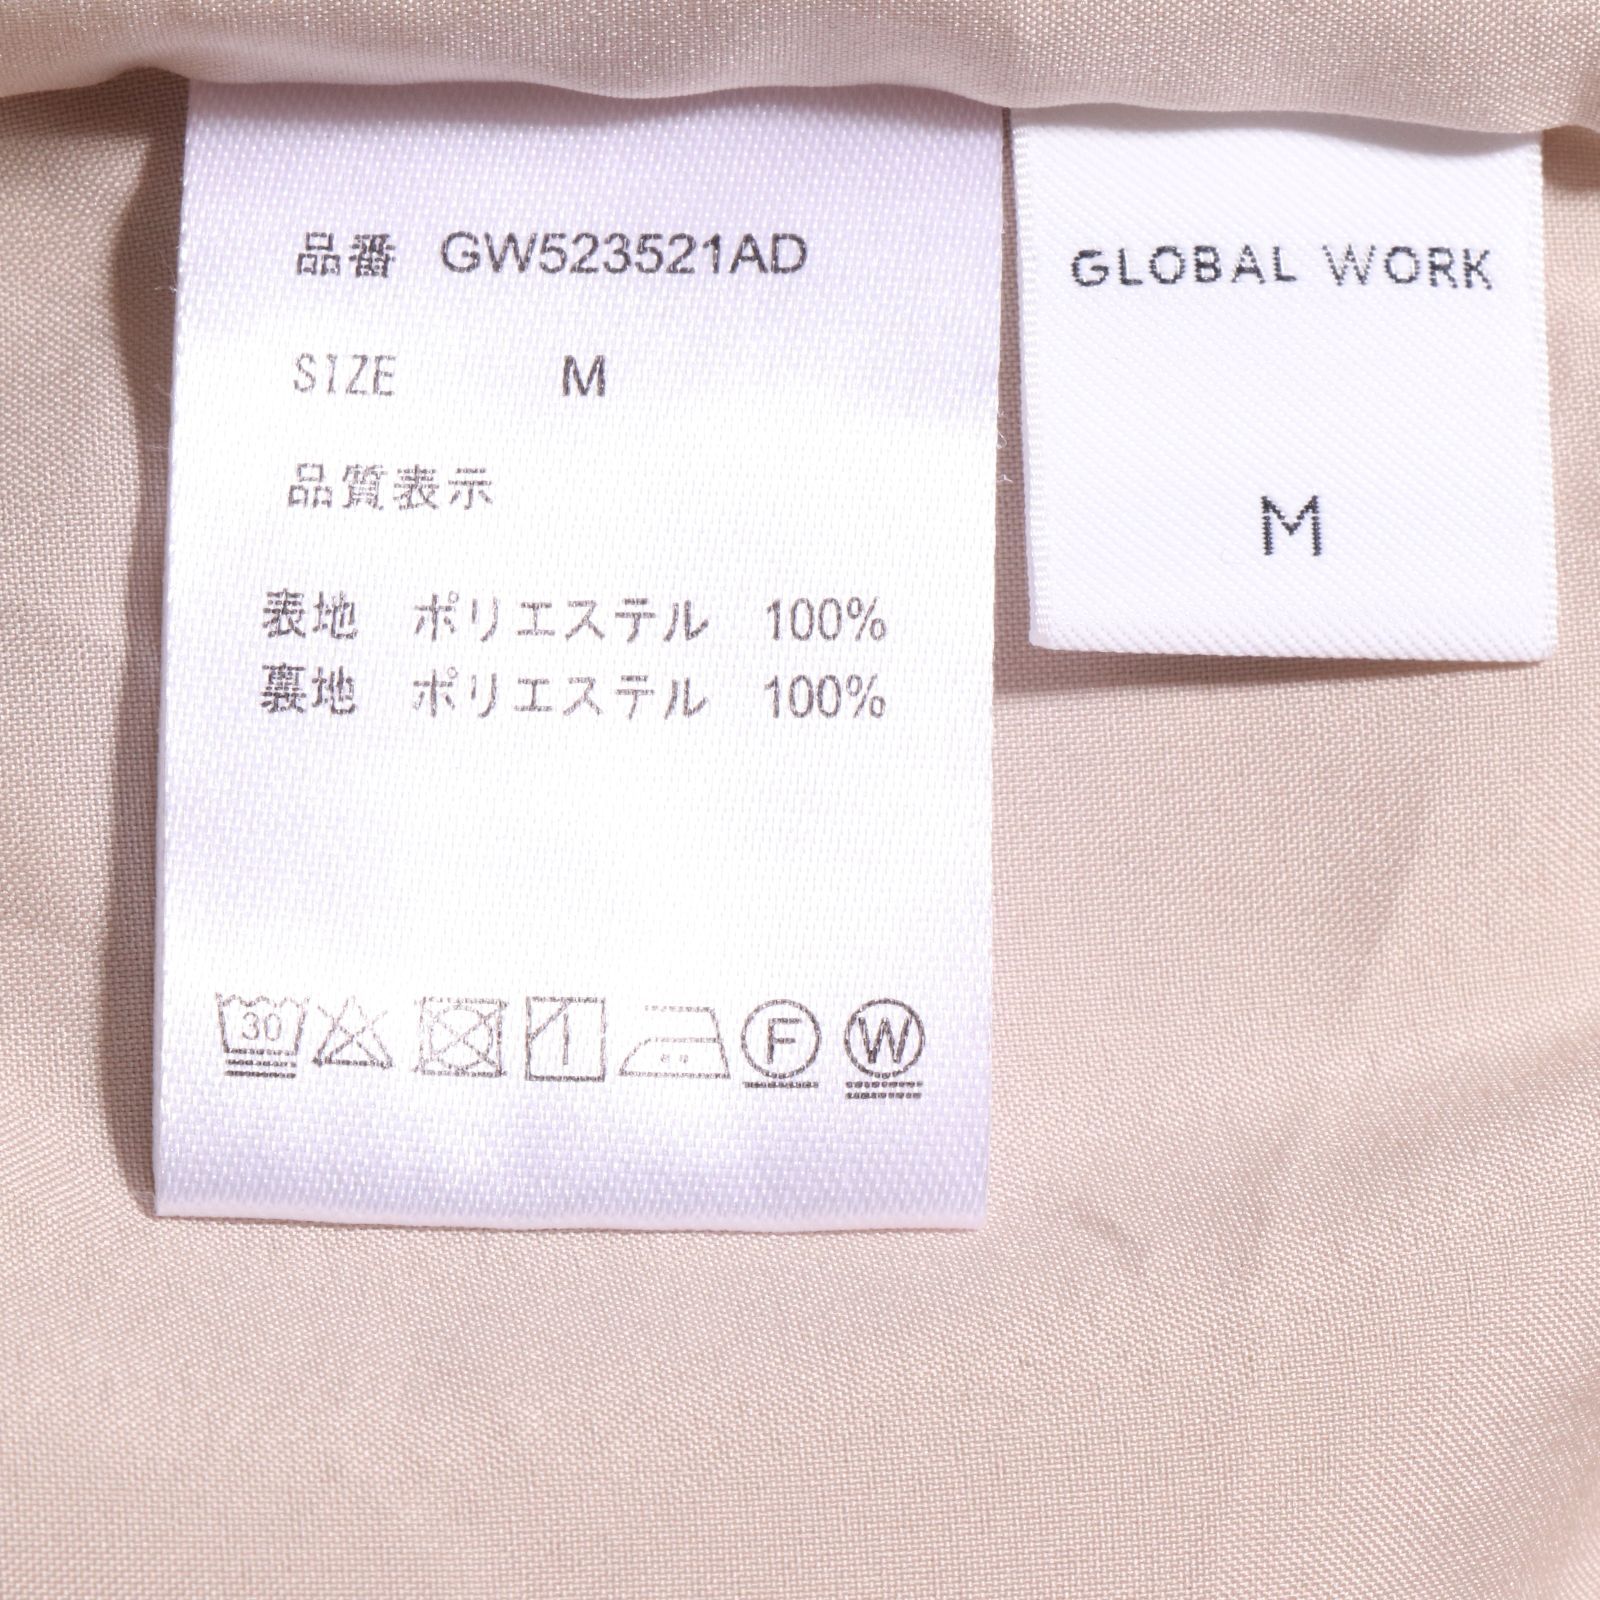 品番 GW523521AD
SIZE M
品質表示
表地 ポリエステル 100%
裏地 ポリエステル 100%
30
F
W
GLOBAL WORK
M